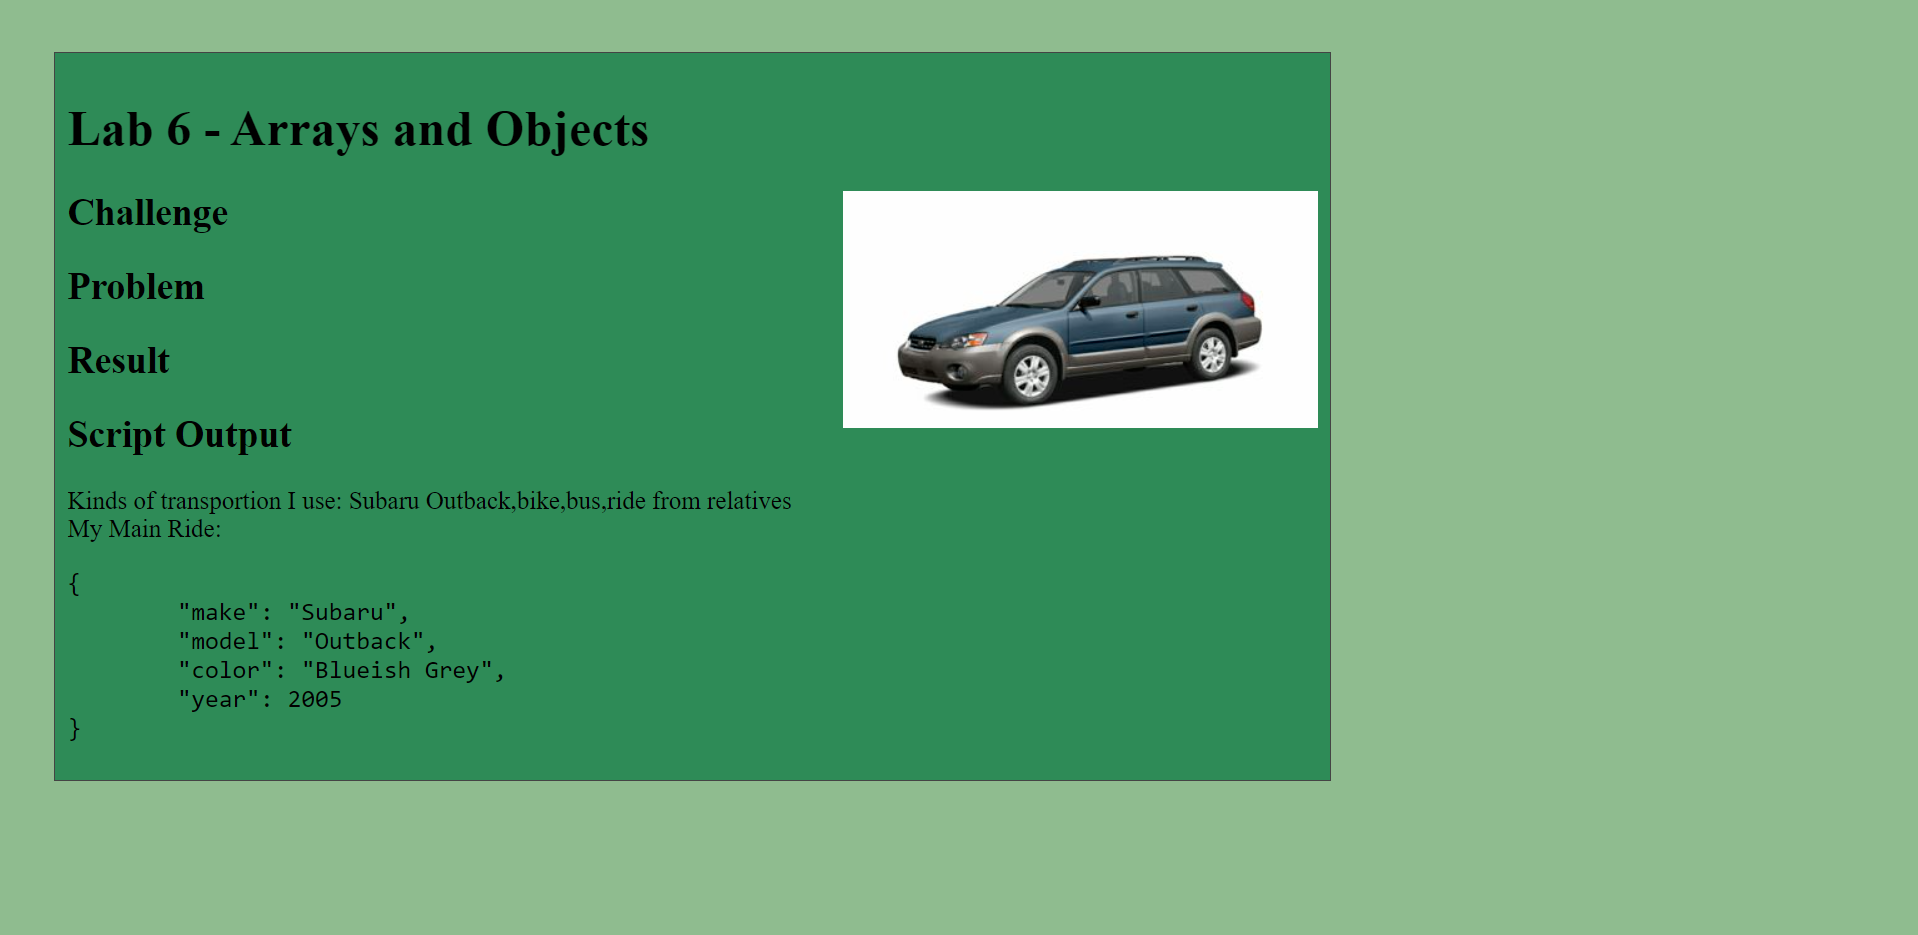 Lab 6 - Arrays and Objects
Challenge
Problem
Result
Script Output
Kinds of transportion I use: Subaru Outback,bike,bus,ride from relatives
My Main Ride:
{
"make": "Subaru",
"model": "Outback",
"color": "Blueish Grey",
"year": 2005
}